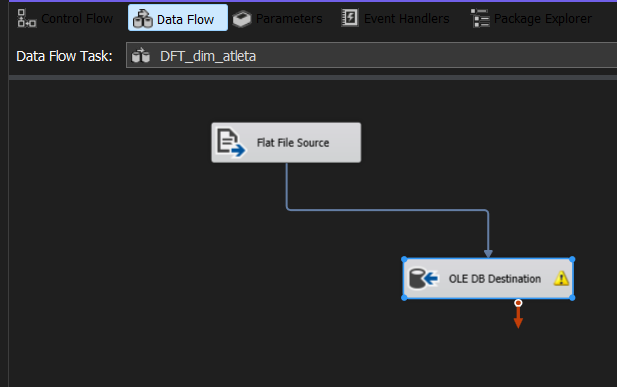 Control Flow Data Flow Parameters Event Handlers Package Explorer
Data Flow Task: DFT_dim_atleta
Flat File Source
OLE DB Destination